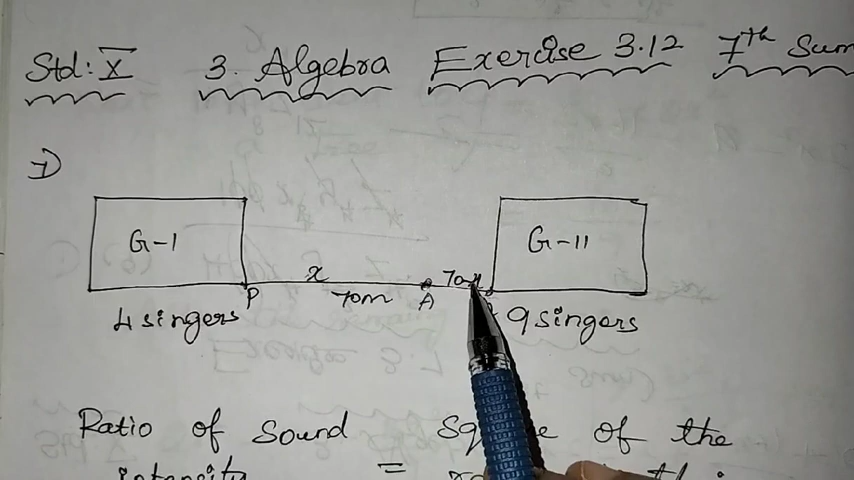 Std: X 3. Algebra Exercise 3.12 7th Sum
7)
G-I G-II
x 70-x
P 70m A
4 singers 9 singers
Ratio of Sound of the
intensity =